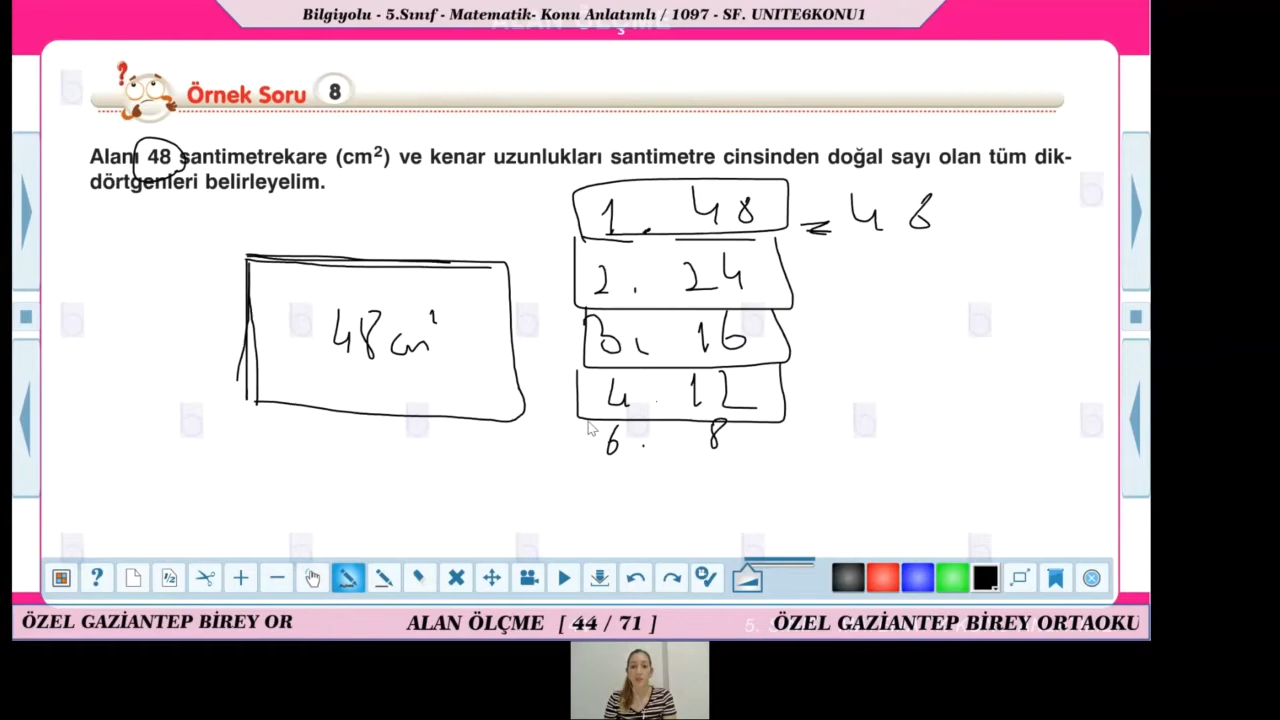 Bilgiyolu - 5.Sınıf - Matematik- Konu Anlatımlı / 1097 - SF. UNITE6KONU1
ALAN ÖLÇME
Örnek Soru 8
Alanı 48 santimetrekare (cm²) ve kenar uzunlukları santimetre cinsinden doğal sayı olan tüm dik-
dörtgenleri belirleyelim.
1 . 48 = 48
2 . 24
48 cm²
3 . 16
4 . 12
6 . 8
ÖZEL GAZİANTEP BİREY OR
ALAN ÖLÇME [ 44 / 71 ]
ÖZEL GAZİANTEP BİREY ORTAOKU